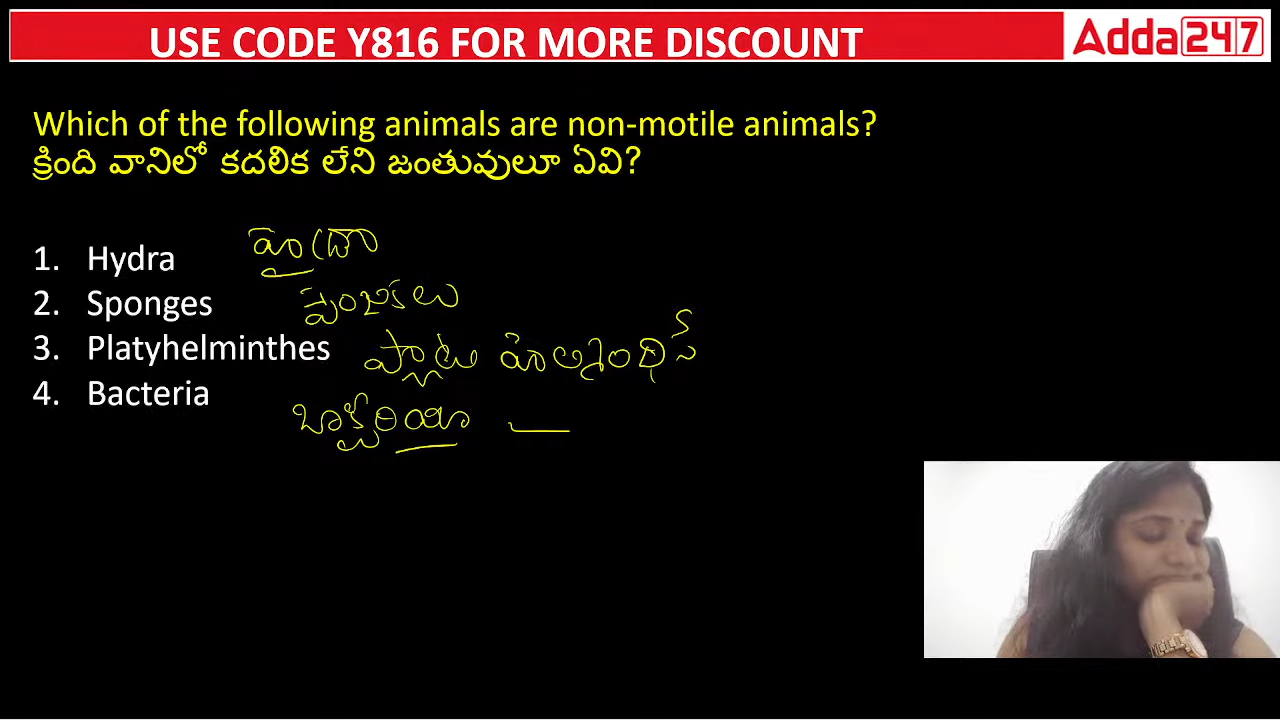 USE CODE Y816 FOR MORE DISCOUNT
Adda247
Which of the following animals are non-motile animals?
క్రింది వానిలో కదలిక లేని జంతువులూ ఏవి?
1. Hydra హైడ్రా
2. Sponges స్పంజికలు
3. Platyhelminthes ప్లాటి హెల్మింథిస్
4. Bacteria బాక్టీరియా